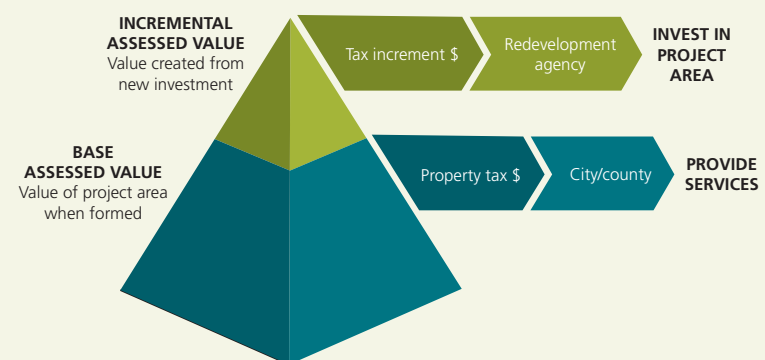 INCREMENTAL
ASSESSED VALUE
Value created from
new investment
Tax increment $
Redevelopment
agency
INVEST IN
PROJECT
AREA
BASE
ASSESSED VALUE
Value of project area
when formed
Property tax $
City/county
PROVIDE
SERVICES